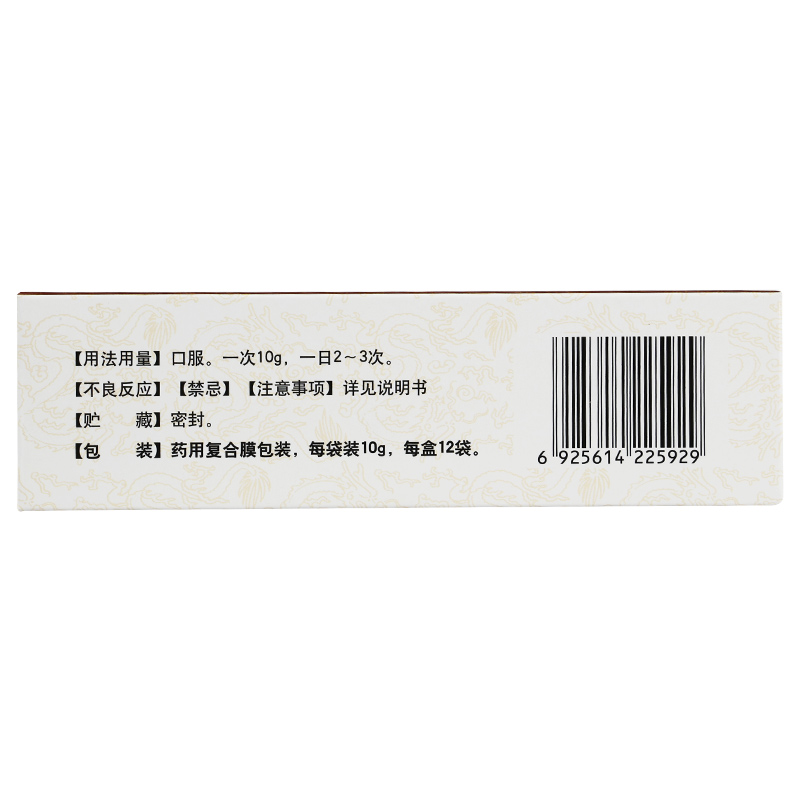 【用法用量】口服。一次10g，一日2～3次。
【不良反应】【禁忌】【注意事项】详见说明书
【贮　　藏】密封。
【包　　装】药用复合膜包装，每袋装10g，每盒12袋。
6 925614 225929